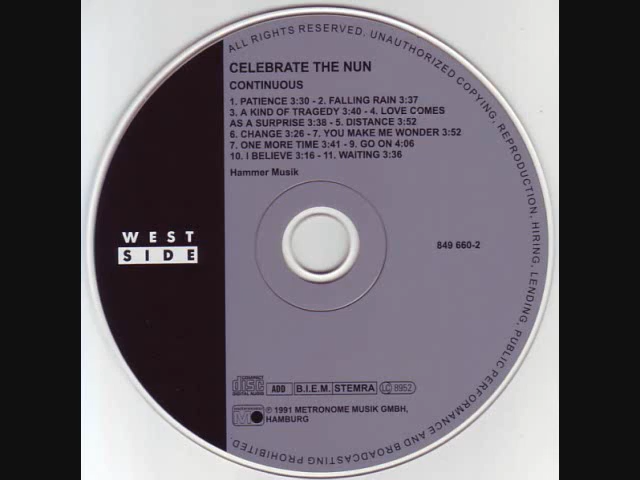 ALL RIGHTS RESERVED. UNAUTHORIZED COPYING, REPRODUCTION, HIRING, LENDING, PUBLIC PERFORMANCE AND BROADCASTING PROHIBITED.
CELEBRATE THE NUN
CONTINUOUS
1. PATIENCE 3:30 - 2. FALLING RAIN 3:37
3. A KIND OF TRAGEDY 3:40 - 4. LOVE COMES
AS A SURPRISE 3:38 - 5. DISTANCE 3:52
6. CHANGE 3:26 - 7. YOU MAKE ME WONDER 3:52
7. ONE MORE TIME 3:41 - 9. GO ON 4:06
10. I BELIEVE 3:16 - 11. WAITING 3:36
Hammer Musik
WEST
SIDE
849 660-2
disc
DIGITAL AUDIO
ADD B.I.E.M. STEMRA LC 8952
℗ 1991 METRONOME MUSIK GMBH,
HAMBURG